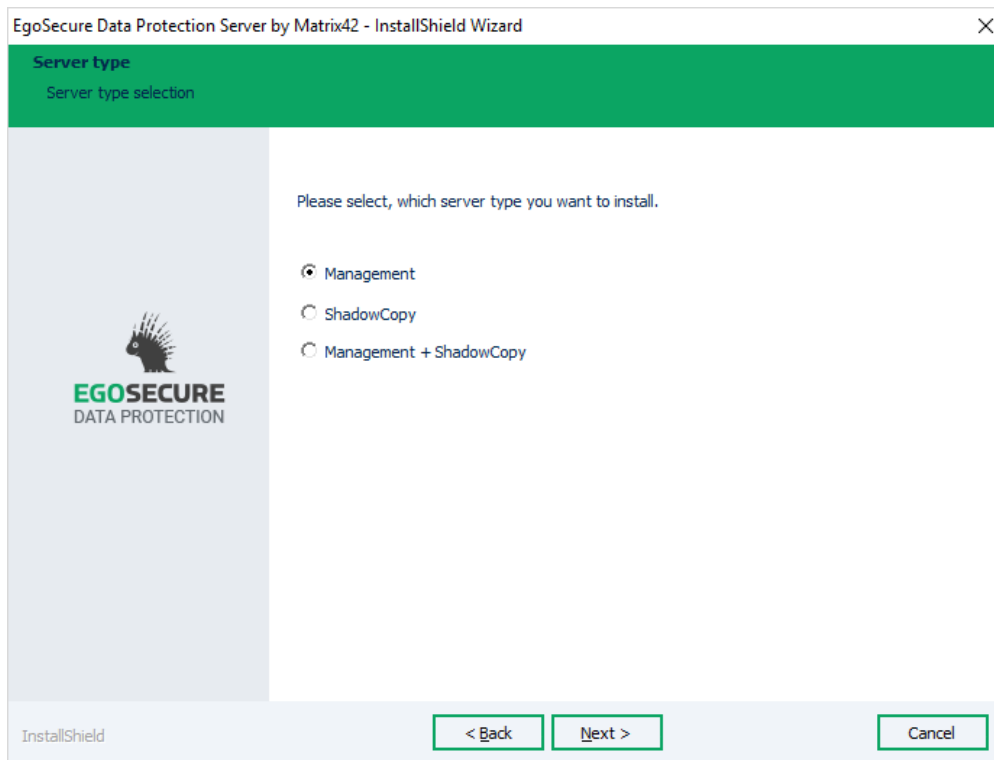 EgoSecure Data Protection Server by Matrix42 - InstallShield Wizard
Server type
Server type selection
Please select, which server type you want to install.
Management
ShadowCopy
Management + ShadowCopy
EGOSECURE
DATA PROTECTION
InstallShield
< Back
Next >
Cancel